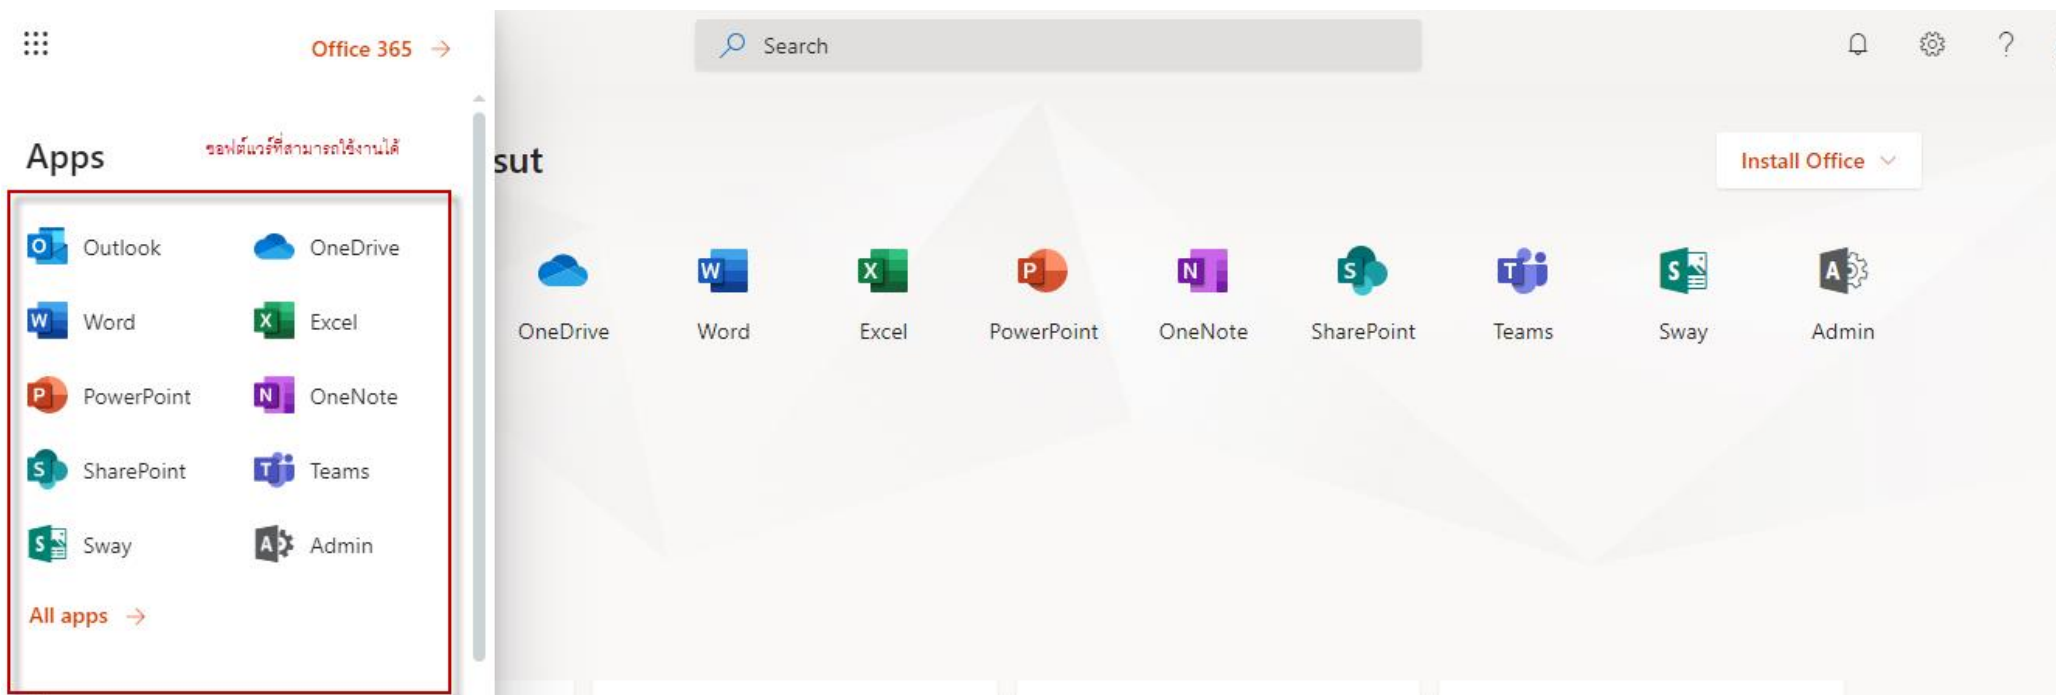 Office 365 →
Search
?
Apps
ซอฟต์แวร์ที่สามารถใช้งานได้
sut
Install Office
Outlook
OneDrive
Word
Excel
PowerPoint
OneNote
SharePoint
Teams
Sway
Admin
All apps →
OneDrive
Word
Excel
PowerPoint
OneNote
SharePoint
Teams
Sway
Admin